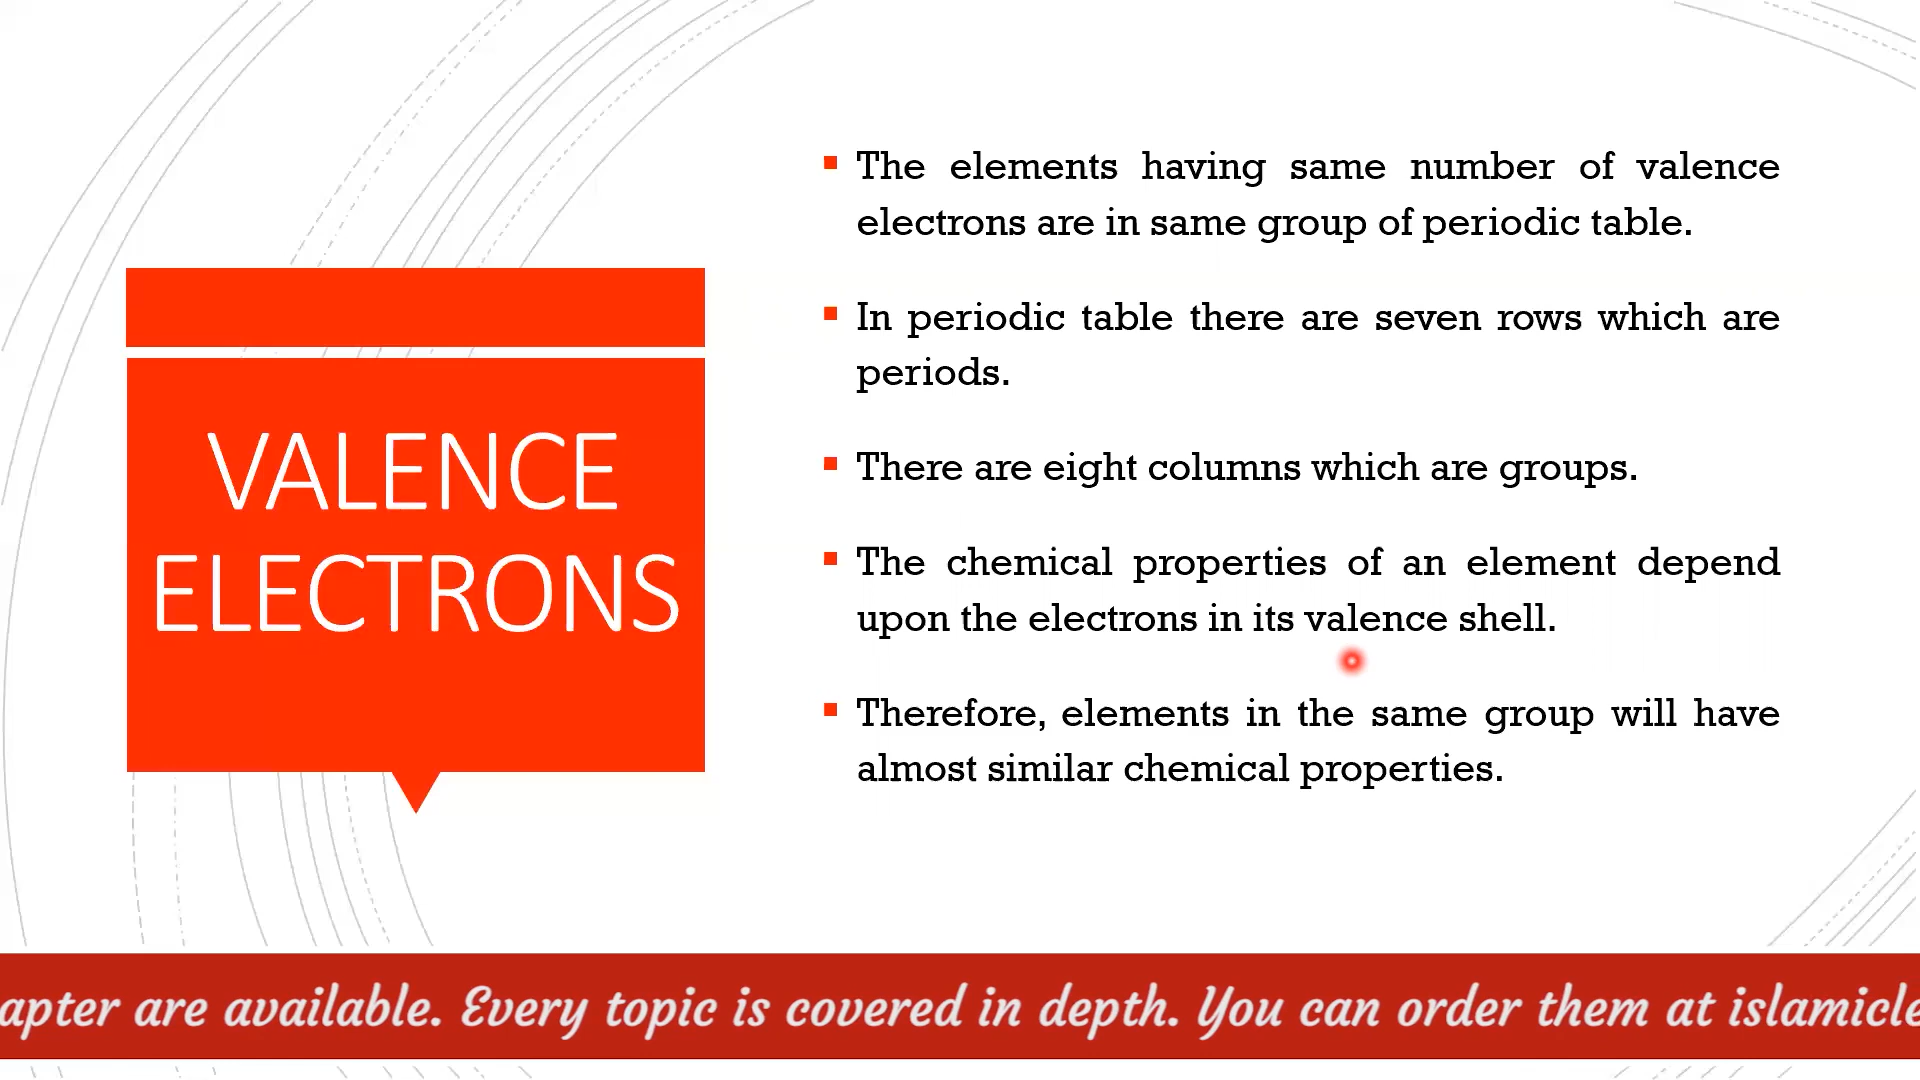 VALENCE
ELECTRONS
The elements having same number of valence
electrons are in same group of periodic table.
In periodic table there are seven rows which are
periods.
There are eight columns which are groups.
The chemical properties of an element depend
upon the electrons in its valence shell.
Therefore, elements in the same group will have
almost similar chemical properties.
apter are available. Every topic is covered in depth. You can order them at islamicle